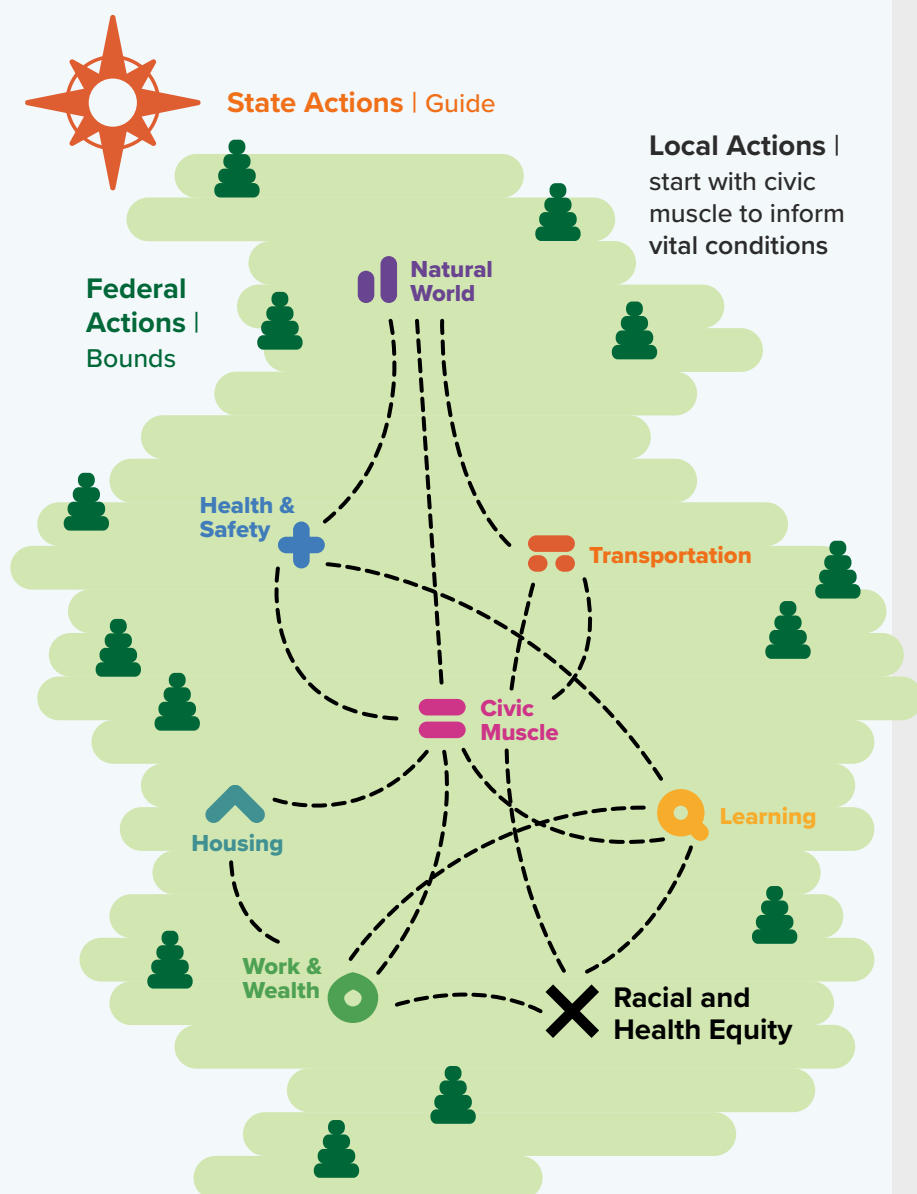 State Actions | Guide
Local Actions |
start with civic
muscle to inform
vital conditions
Federal
Actions |
Bounds
Natural
World
Health &
Safety
Transportation
Civic
Muscle
Housing
Learning
Work &
Wealth
Racial and
Health Equity